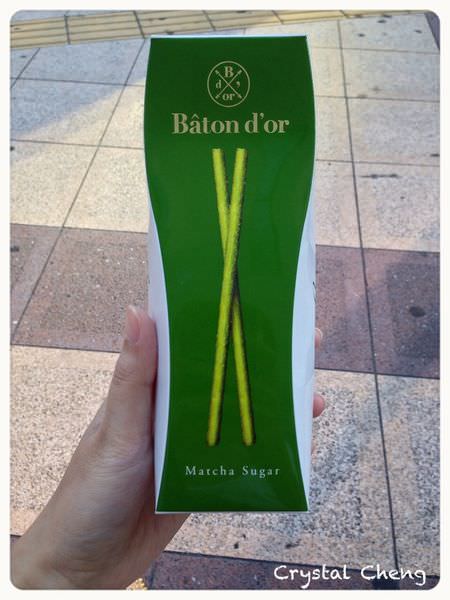 B
d '
or
Bâton d'or
Matcha Sugar
Crystal Cheng